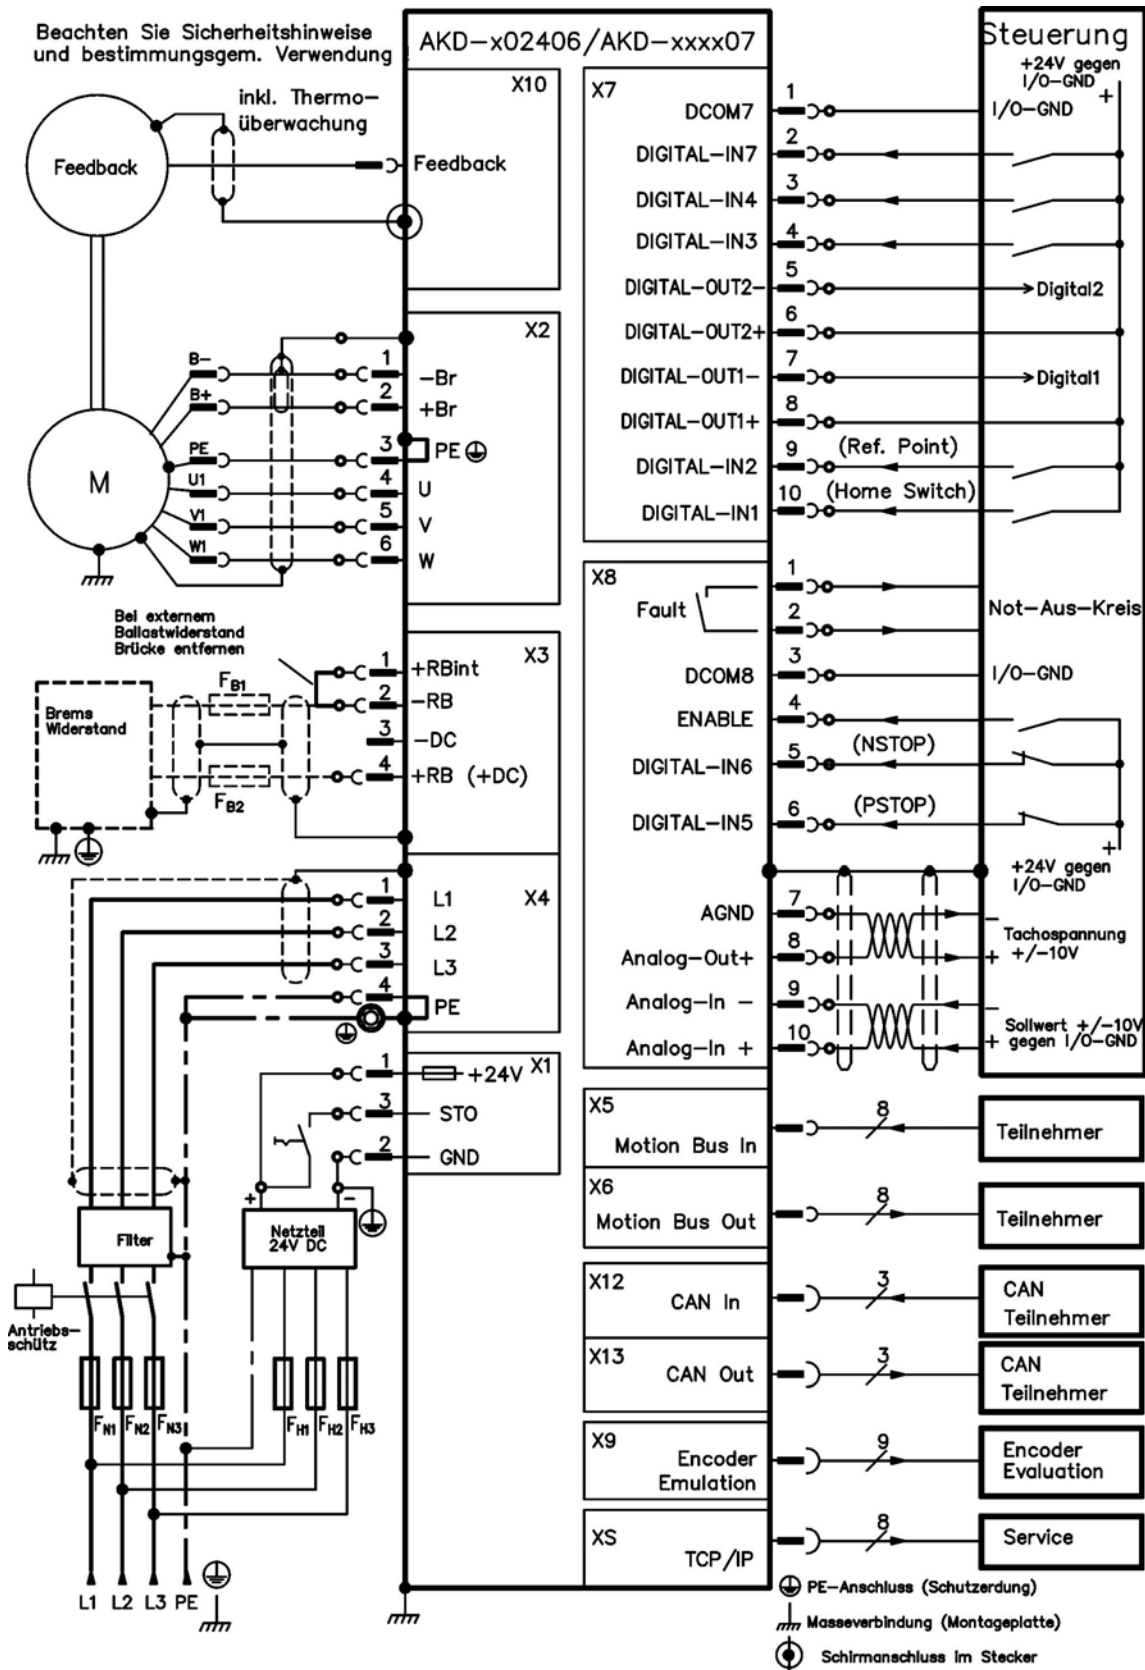 Beachten Sie Sicherheitshinweise
und bestimmungsgem. Verwendung
AKD-x02406/AKD-xxxx07
Steuerung
+24V gegen
I/O-GND
+
inkl. Thermo-
überwachung
Feedback
X10
Feedback
X7
DCOM7
1
I/O-GND
DIGITAL-IN7
2
DIGITAL-IN4
3
DIGITAL-IN3
4
DIGITAL-OUT2-
5
Digital2
DIGITAL-OUT2+
6
DIGITAL-OUT1-
7
Digital1
DIGITAL-OUT1+
8
DIGITAL-IN2
9
(Ref. Point)
DIGITAL-IN1
10
(Home Switch)
X2
B-
1
-Br
B+
2
+Br
PE
3
PE
M
U1
4
U
V1
5
V
W1
6
W
X8
Fault
1
2
Not-Aus-Kreis
DCOM8
3
I/O-GND
ENABLE
4
DIGITAL-IN6
5
(NSTOP)
DIGITAL-IN5
6
(PSTOP)
+
+24V gegen
I/O-GND
AGND
7
-
Analog-Out+
8
+
Tachospannung
+/-10V
Analog-In -
9
-
Analog-In +
10
+
Sollwert +/-10V
gegen I/O-GND
Bei externem
Ballastwiderstand
Brücke entfernen
X3
1
+RBint
2
-RB
3
-DC
4
+RB (+DC)
Brems
Widerstand
FB1
FB2
X4
1
L1
2
L2
3
L3
4
PE
X1
1
+24V
3
STO
2
GND
+
-
Netzteil
24V DC
Filter
Antriebs-
schütz
FN1
FN2
FN3
FH1
FH2
FH3
L1 L2 L3 PE
X5
Motion Bus In
8
Teilnehmer
X6
Motion Bus Out
8
Teilnehmer
X12
CAN In
3
CAN
Teilnehmer
X13
CAN Out
3
CAN
Teilnehmer
X9
Encoder
Emulation
9
Encoder
Evaluation
XS
TCP/IP
8
Service
PE-Anschluss (Schutzerdung)
Masseverbindung (Montageplatte)
Schirmanschluss im Stecker